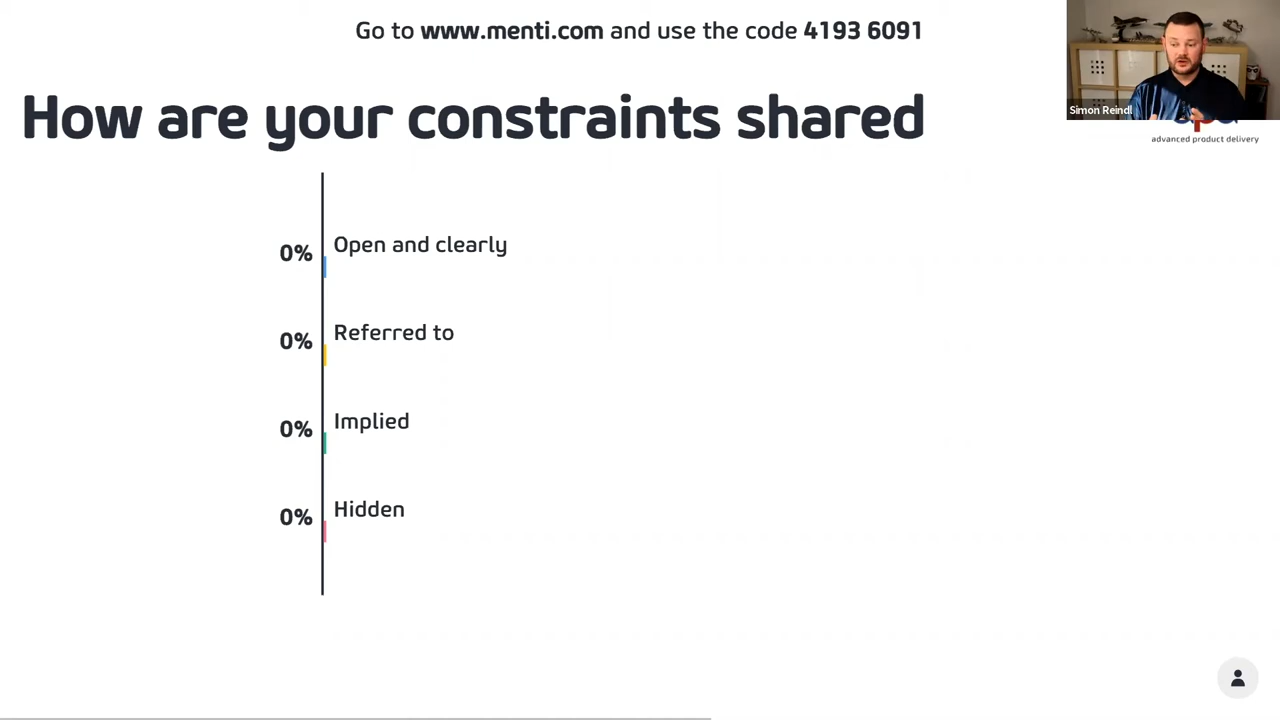 Go to www.menti.com and use the code 4193 6091
Simon Reindl
How are your constraints shared
advanced product delivery
0% Open and clearly
0% Referred to
0% Implied
0% Hidden